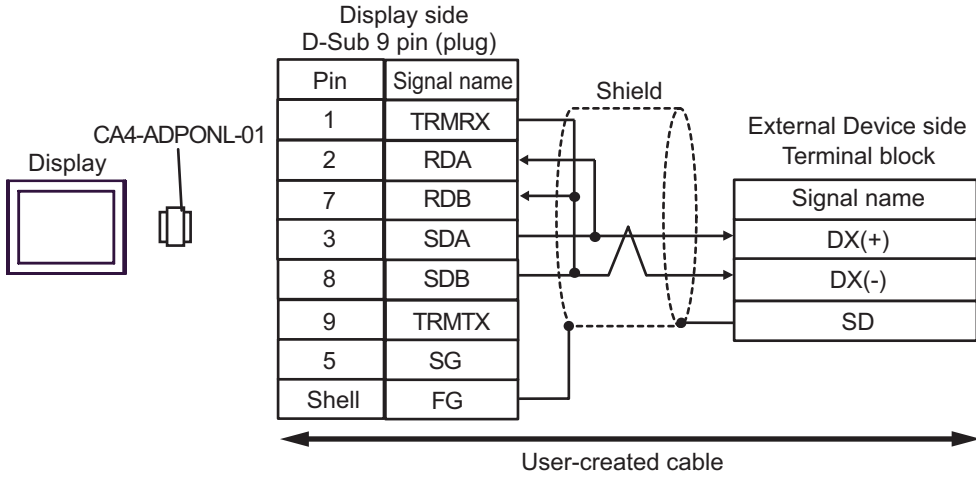 Display side
D-Sub 9 pin (plug)
Pin Signal name
1 TRMRX
2 RDA
7 RDB
3 SDA
8 SDB
9 TRMTX
5 SG
Shell FG
Shield
CA4-ADPONL-01
Display
External Device side
Terminal block
Signal name
DX(+)
DX(-)
SD
User-created cable